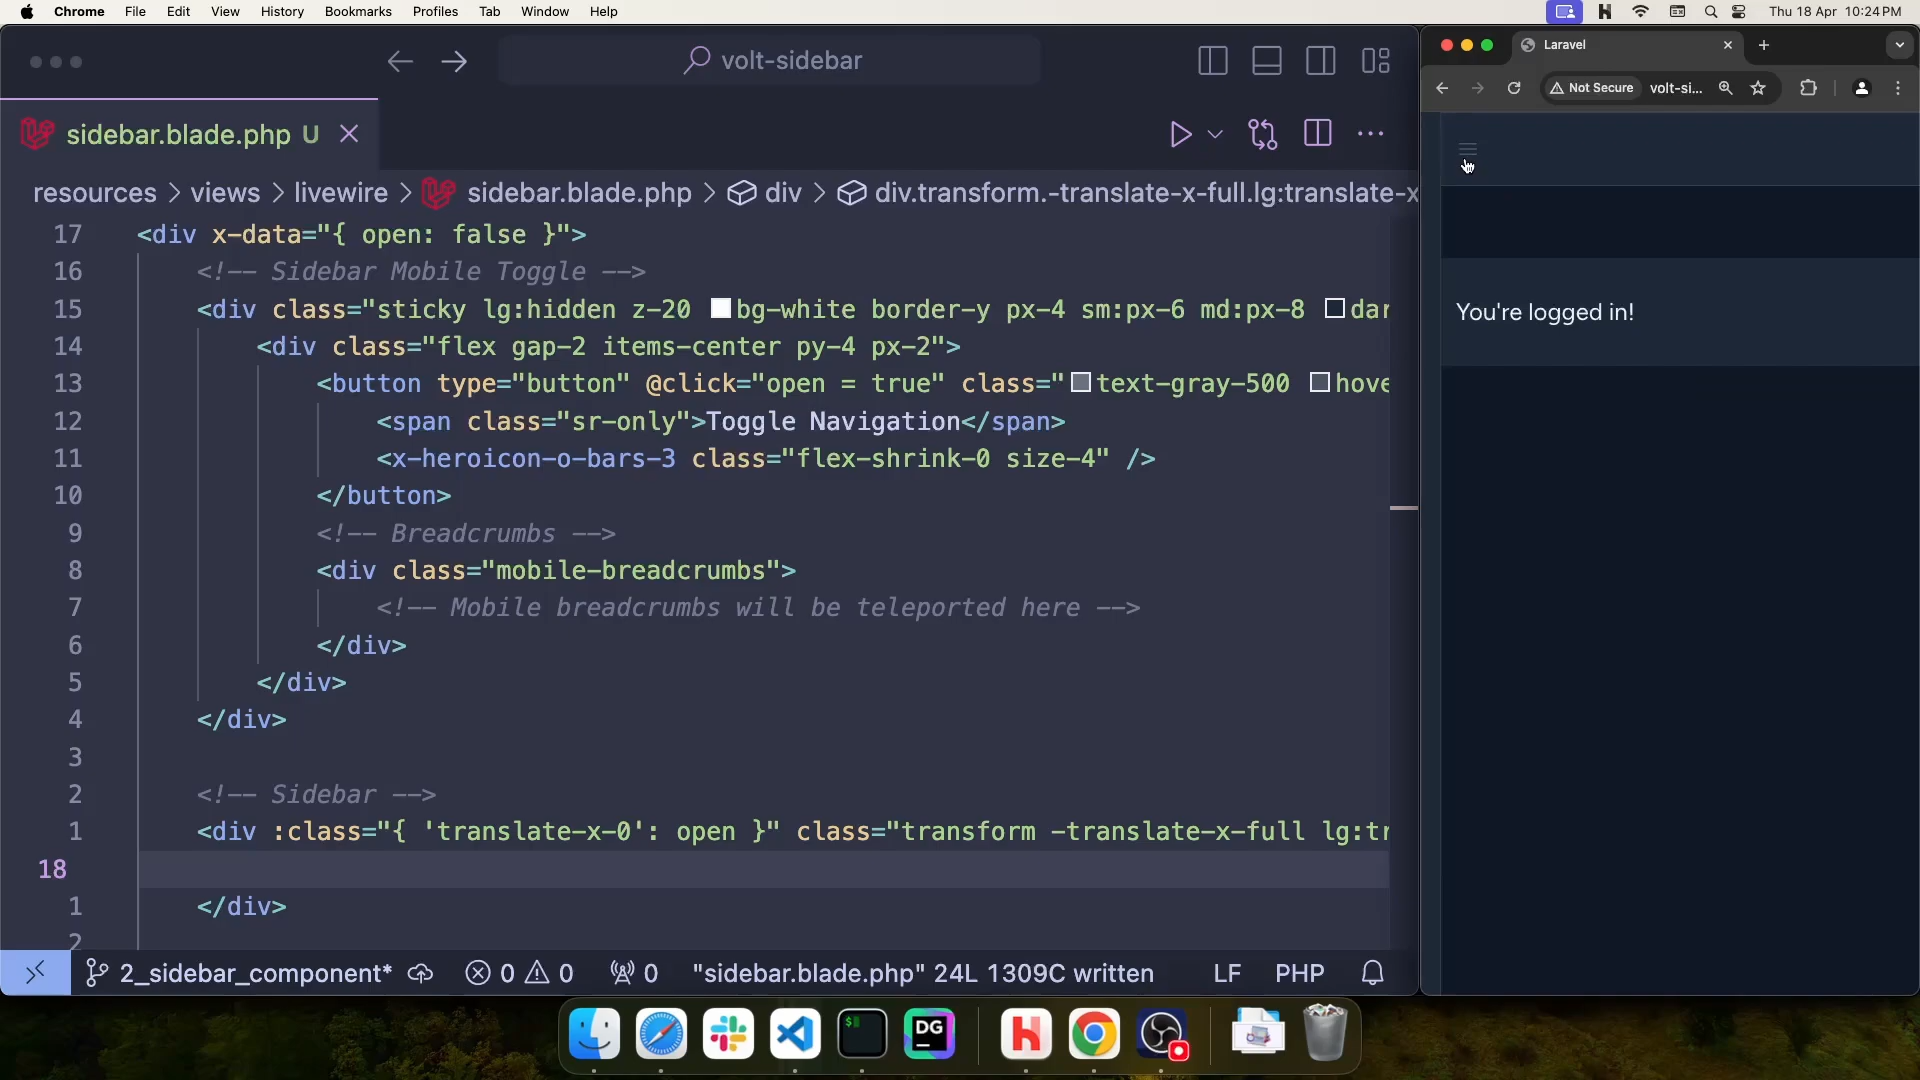 Chrome File Edit View History Bookmarks Profiles Tab Window Help
Thu 18 Apr 10:24 PM
volt-sidebar
sidebar.blade.php U
resources > views > livewire > sidebar.blade.php > div > div.transform.-translate-x-full.lg:translate-x
17 <div x-data="{ open: false }">
16 <!-- Sidebar Mobile Toggle -->
15 <div class="sticky lg:hidden z-20 bg-white border-y px-4 sm:px-6 md:px-8 dar
14 <div class="flex gap-2 items-center py-4 px-2">
13 <button type="button" @click="open = true" class="text-gray-500 hove
12 <span class="sr-only">Toggle Navigation</span>
11 <x-heroicon-o-bars-3 class="flex-shrink-0 size-4" />
10 </button>
9 <!-- Breadcrumbs -->
8 <div class="mobile-breadcrumbs">
7 <!-- Mobile breadcrumbs will be teleported here -->
6 </div>
5 </div>
4 </div>
3
2 <!-- Sidebar -->
1 <div :class="{ 'translate-x-0': open }" class="transform -translate-x-full lg:tr
18
1 </div>
2
2_sidebar_component* 0 0 0 "sidebar.blade.php" 24L 1309C written LF PHP
Laravel
Not Secure volt-si...
You're logged in!
DG